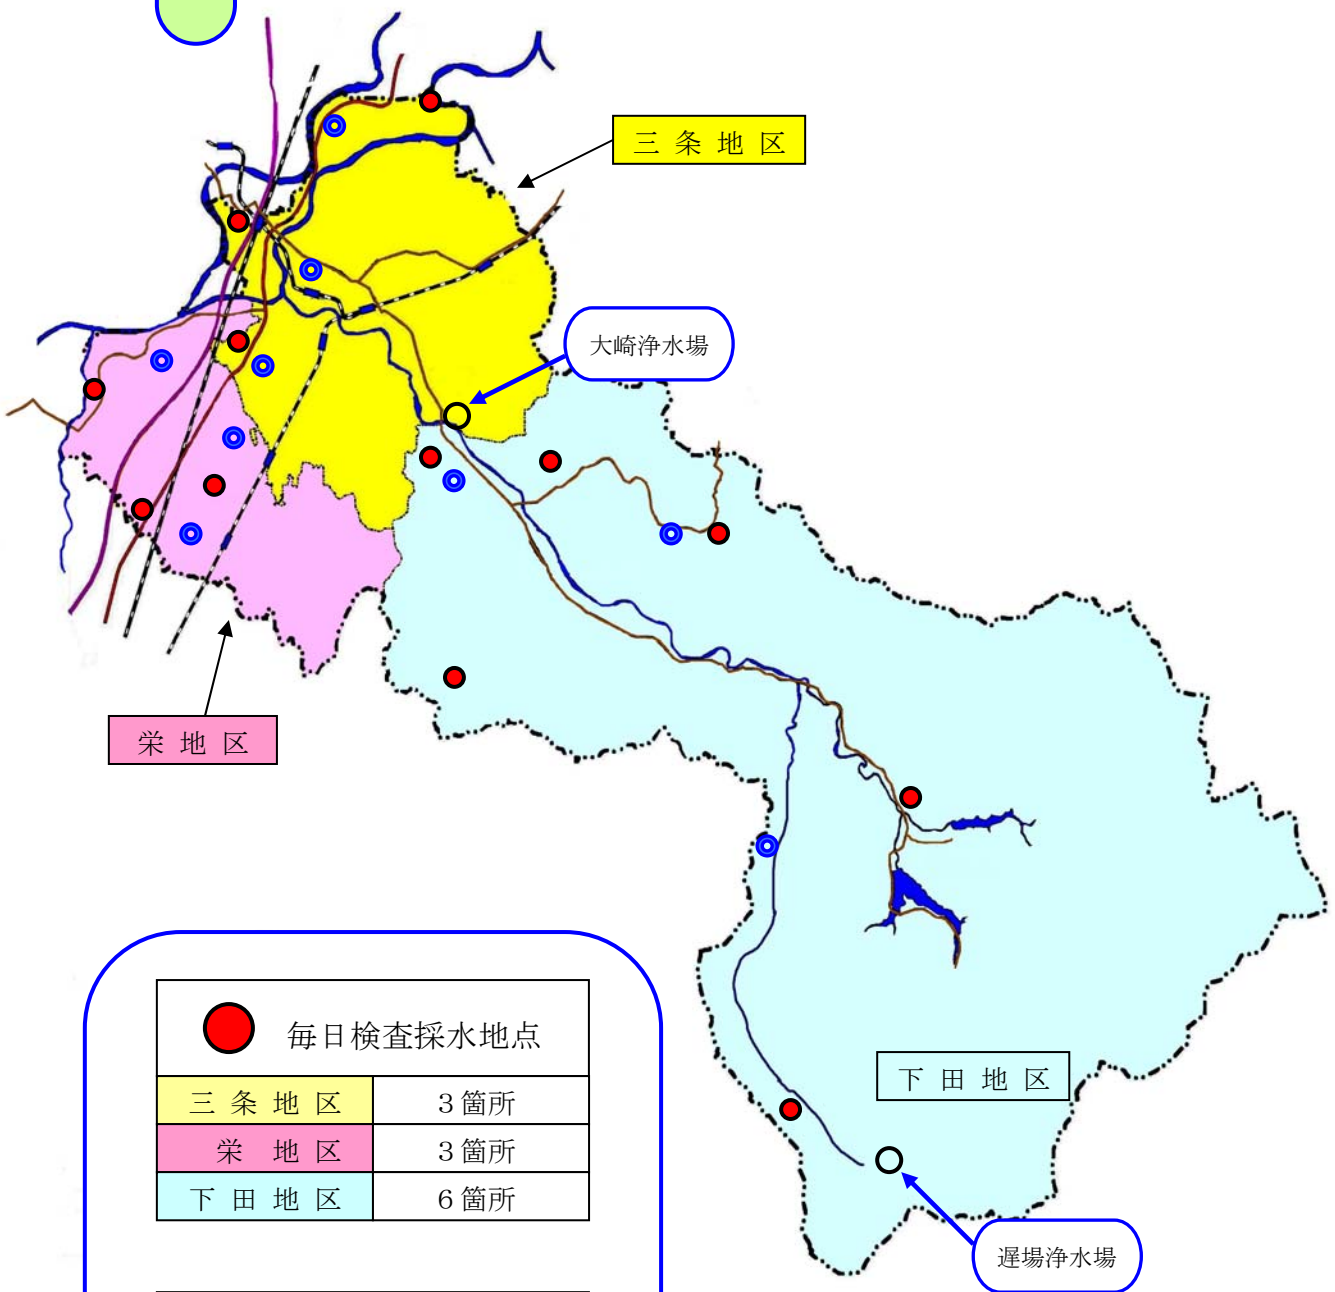 三条地区
大崎浄水場
栄地区
毎日検査採水地点
三条地区 3箇所
栄地区 3箇所
下田地区 6箇所
下田地区
遅場浄水場